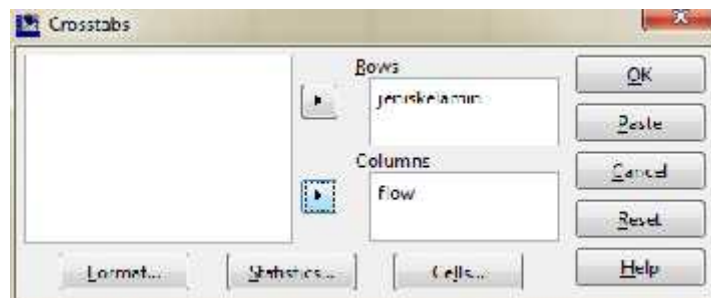 Crosstabs
Rows
jeniskelamin
OK
Paste
Columns
flow
Cancel
Reset
Format...
Statistics...
Cells...
Help